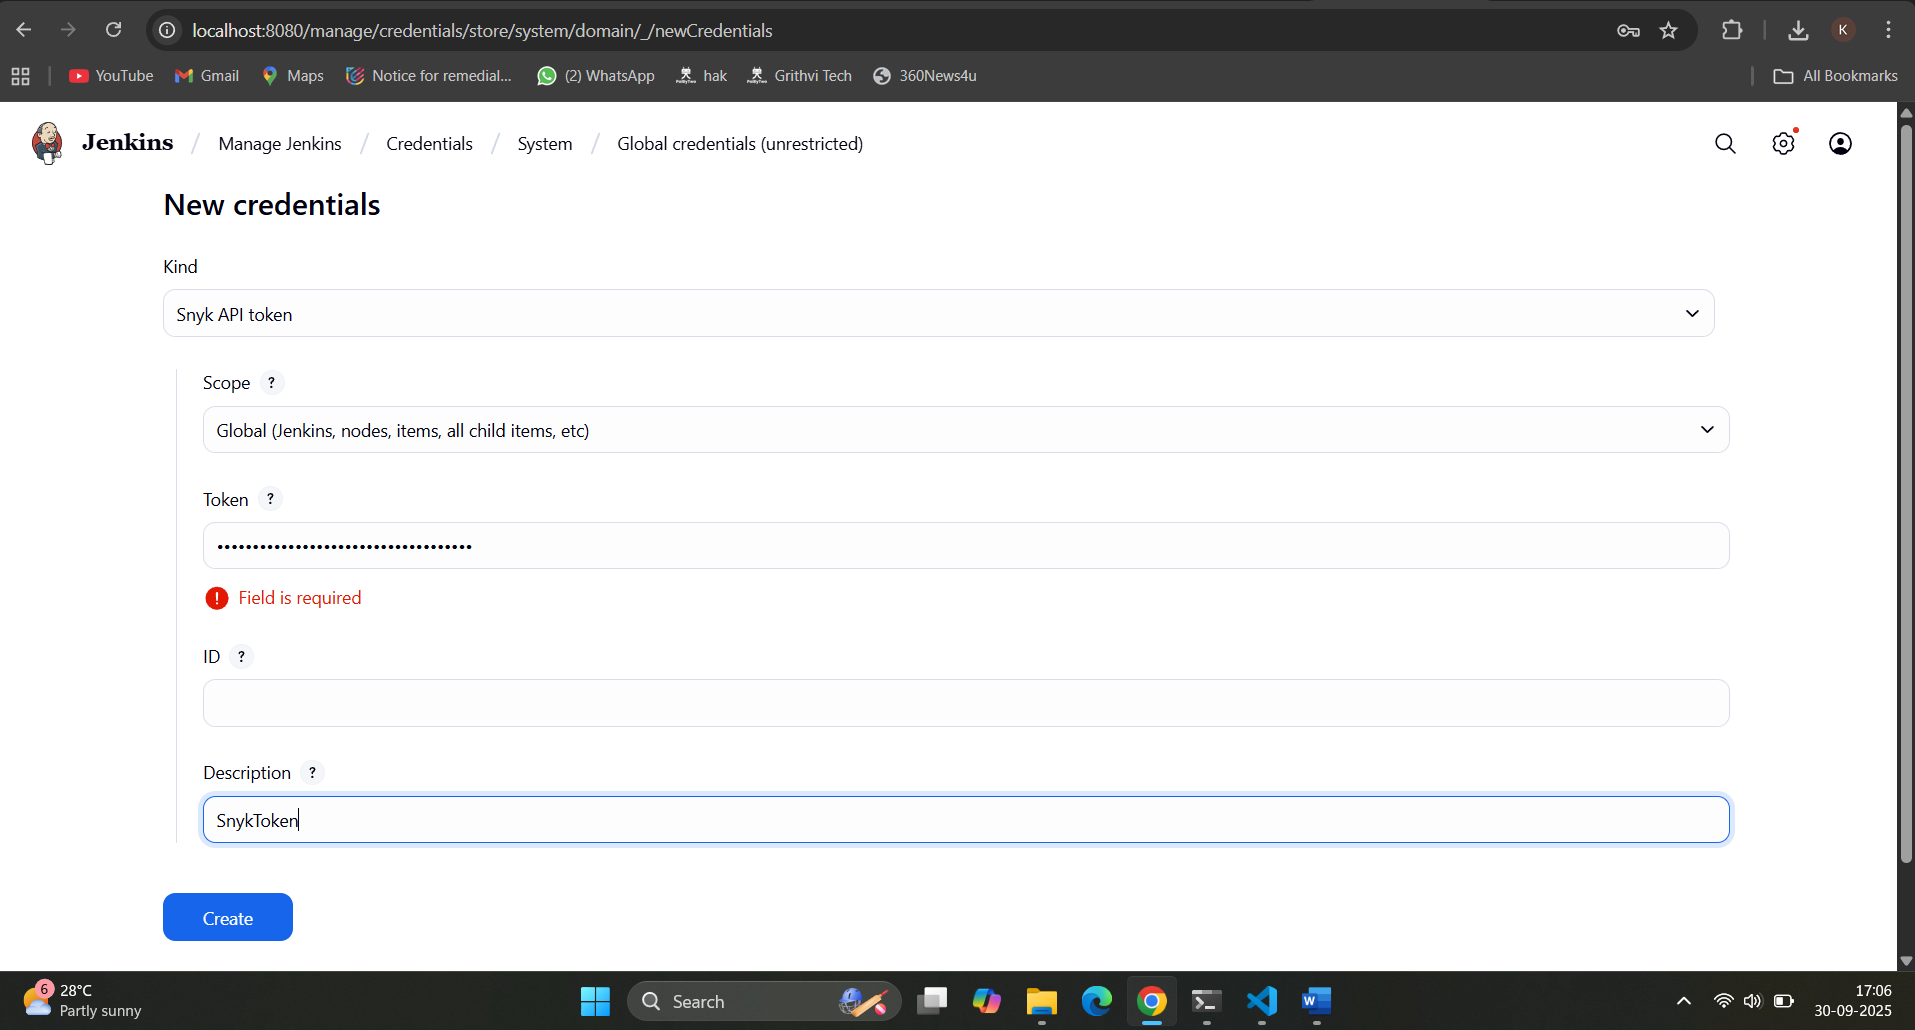 localhost:8080/manage/credentials/store/system/domain/_/newCredentials
K
YouTube
Gmail
Maps
Notice for remedial...
(2) WhatsApp
hak
Grithvi Tech
360News4u
All Bookmarks
Jenkins / Manage Jenkins / Credentials / System / Global credentials (unrestricted)
New credentials
Kind
Snyk API token
Scope ?
Global (Jenkins, nodes, items, all child items, etc)
Token ?
••••••••••••••••••••••••••••••••••••
! Field is required
ID ?
Description ?
SnykToken
Create
6
28°C
Partly sunny
Search
W
17:06
30-09-2025